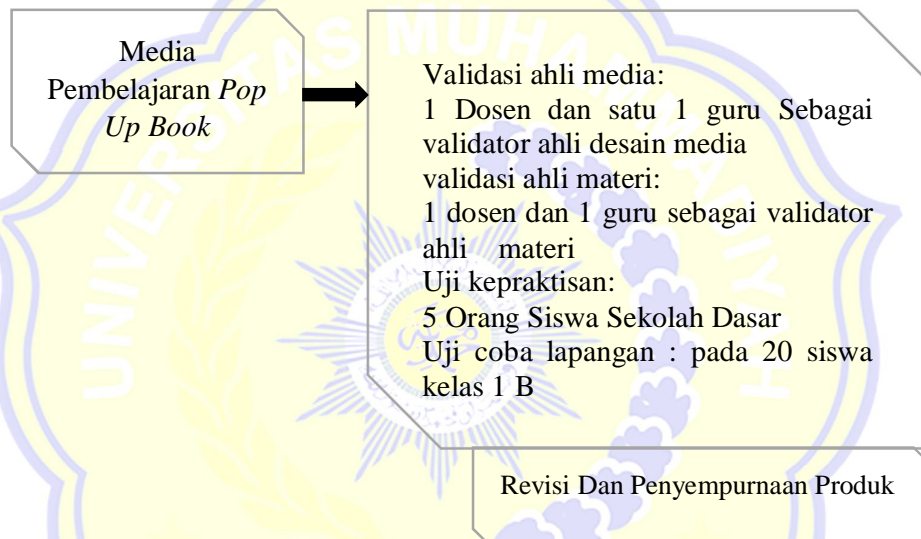 Media
Pembelajaran Pop
Up Book
Validasi ahli media:
1 Dosen dan satu 1 guru Sebagai
validator ahli desain media
validasi ahli materi:
1 dosen dan 1 guru sebagai validator
ahli materi
Uji kepraktisan:
5 Orang Siswa Sekolah Dasar
Uji coba lapangan : pada 20 siswa
kelas 1 B
Revisi Dan Penyempurnaan Produk
UNIVERSITAS MUHAMMADIYAH